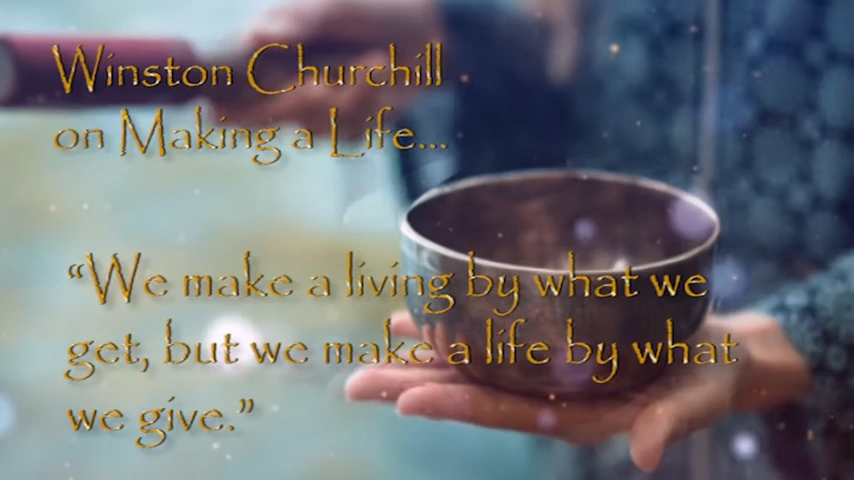 Winston Churchill
on Making a Life...
“We make a living by what we
get, but we make a life by what
we give.”